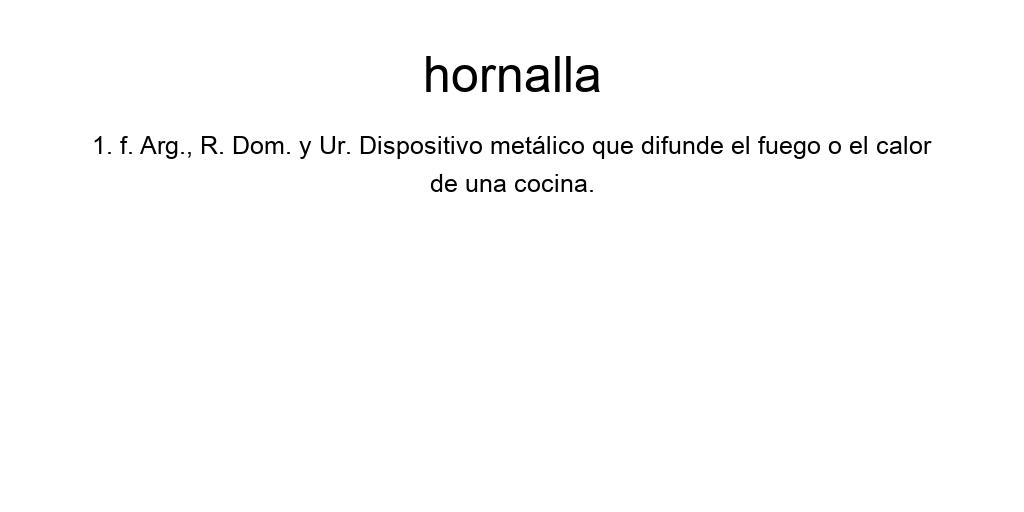 hornalla
1. f. Arg., R. Dom. y Ur. Dispositivo metálico que difunde el fuego o el calor
de una cocina.